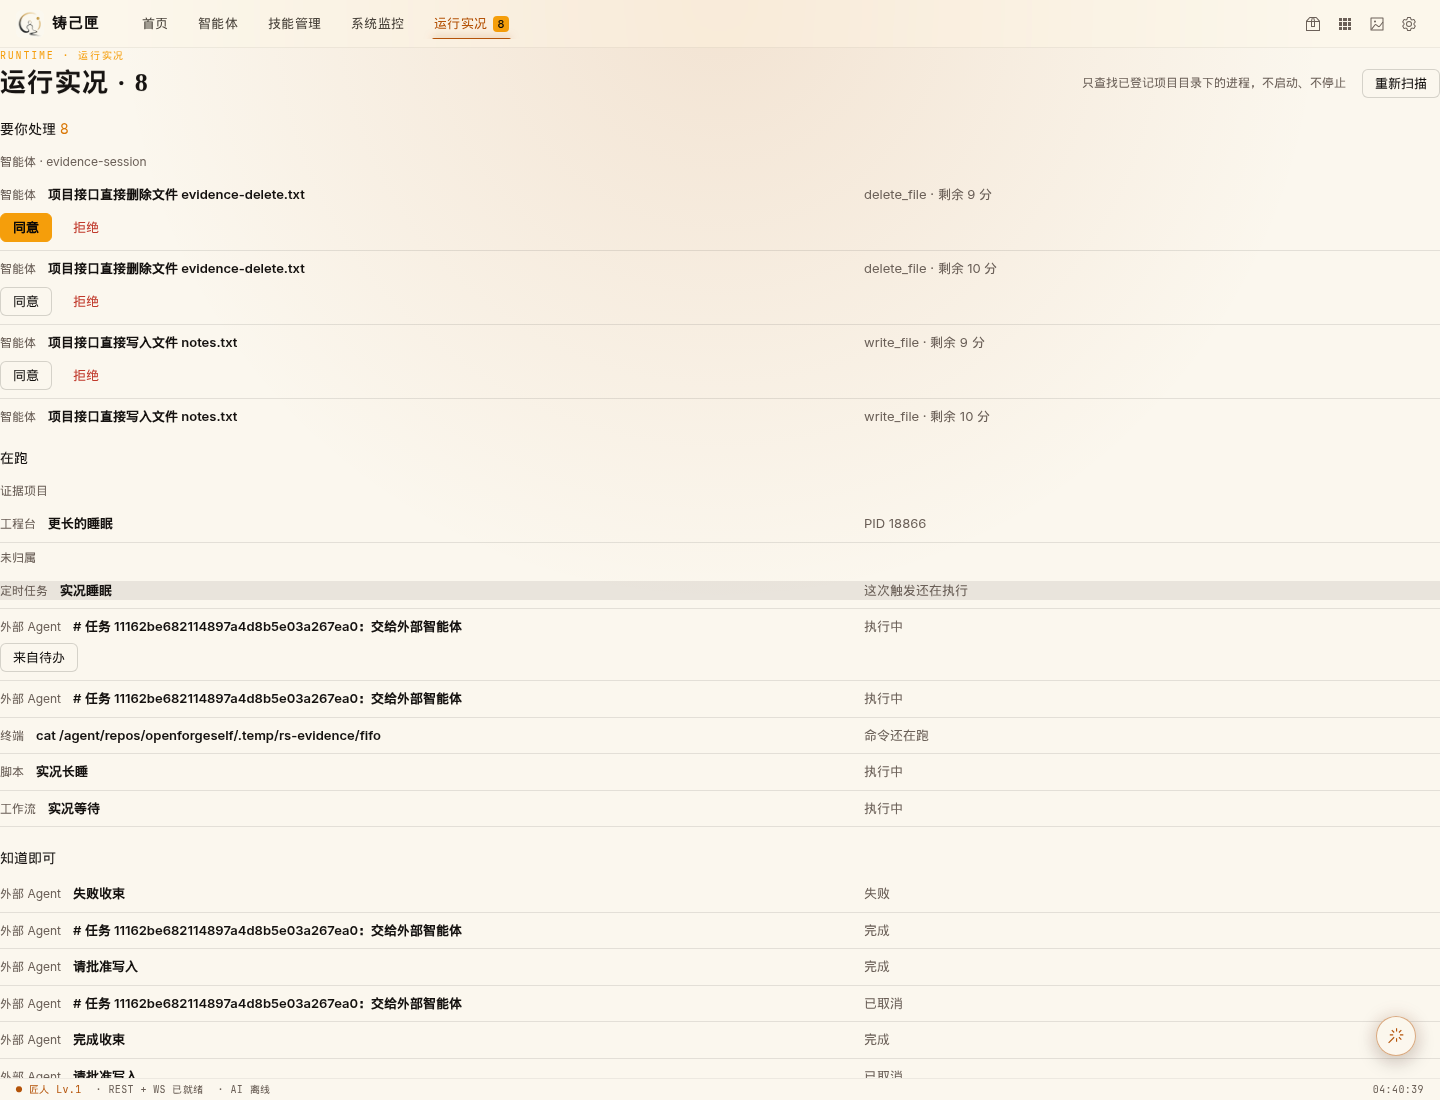 铸己匣 首页 智能体 技能管理 系统监控 运行实况 8
RUNTIME · 运行实况
运行实况 · 8
只查找已登记项目目录下的进程，不启动、不停止 重新扫描
要你处理 8
智能体 · evidence-session
智能体 项目接口直接删除文件 evidence-delete.txt delete_file · 剩余 9 分
同意 拒绝
智能体 项目接口直接删除文件 evidence-delete.txt delete_file · 剩余 10 分
同意 拒绝
智能体 项目接口直接写入文件 notes.txt write_file · 剩余 9 分
同意 拒绝
智能体 项目接口直接写入文件 notes.txt write_file · 剩余 10 分
在跑
证据项目
工程台 更长的睡眠 PID 18866
未归属
定时任务 实况睡眠 这次触发还在执行
外部 Agent # 任务 11162be682114897a4d8b5e03a267ea0：交给外部智能体 执行中
来自待办
外部 Agent # 任务 11162be682114897a4d8b5e03a267ea0：交给外部智能体 执行中
终端 cat /agent/repos/openforgeself/.temp/rs-evidence/fifo 命令还在跑
脚本 实况长睡 执行中
工作流 实况等待 执行中
知道即可
外部 Agent 失败收束 失败
外部 Agent # 任务 11162be682114897a4d8b5e03a267ea0：交给外部智能体 完成
外部 Agent 请批准写入 完成
外部 Agent # 任务 11162be682114897a4d8b5e03a267ea0：交给外部智能体 已取消
外部 Agent 完成收束 完成
外部 Agent 请批准写入 已取消
匠人 Lv.1 · REST + WS 已就绪 · AI 离线 04:40:39